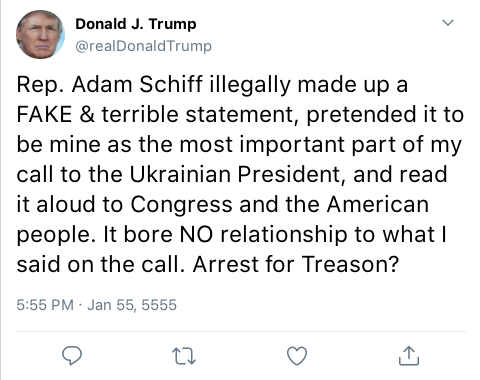 Donald J. Trump
@realDonaldTrump
Rep. Adam Schiff illegally made up a
FAKE & terrible statement, pretended it to
be mine as the most important part of my
call to the Ukrainian President, and read
it aloud to Congress and the American
people. It bore NO relationship to what I
said on the call. Arrest for Treason?
5:55 PM · Jan 55, 5555